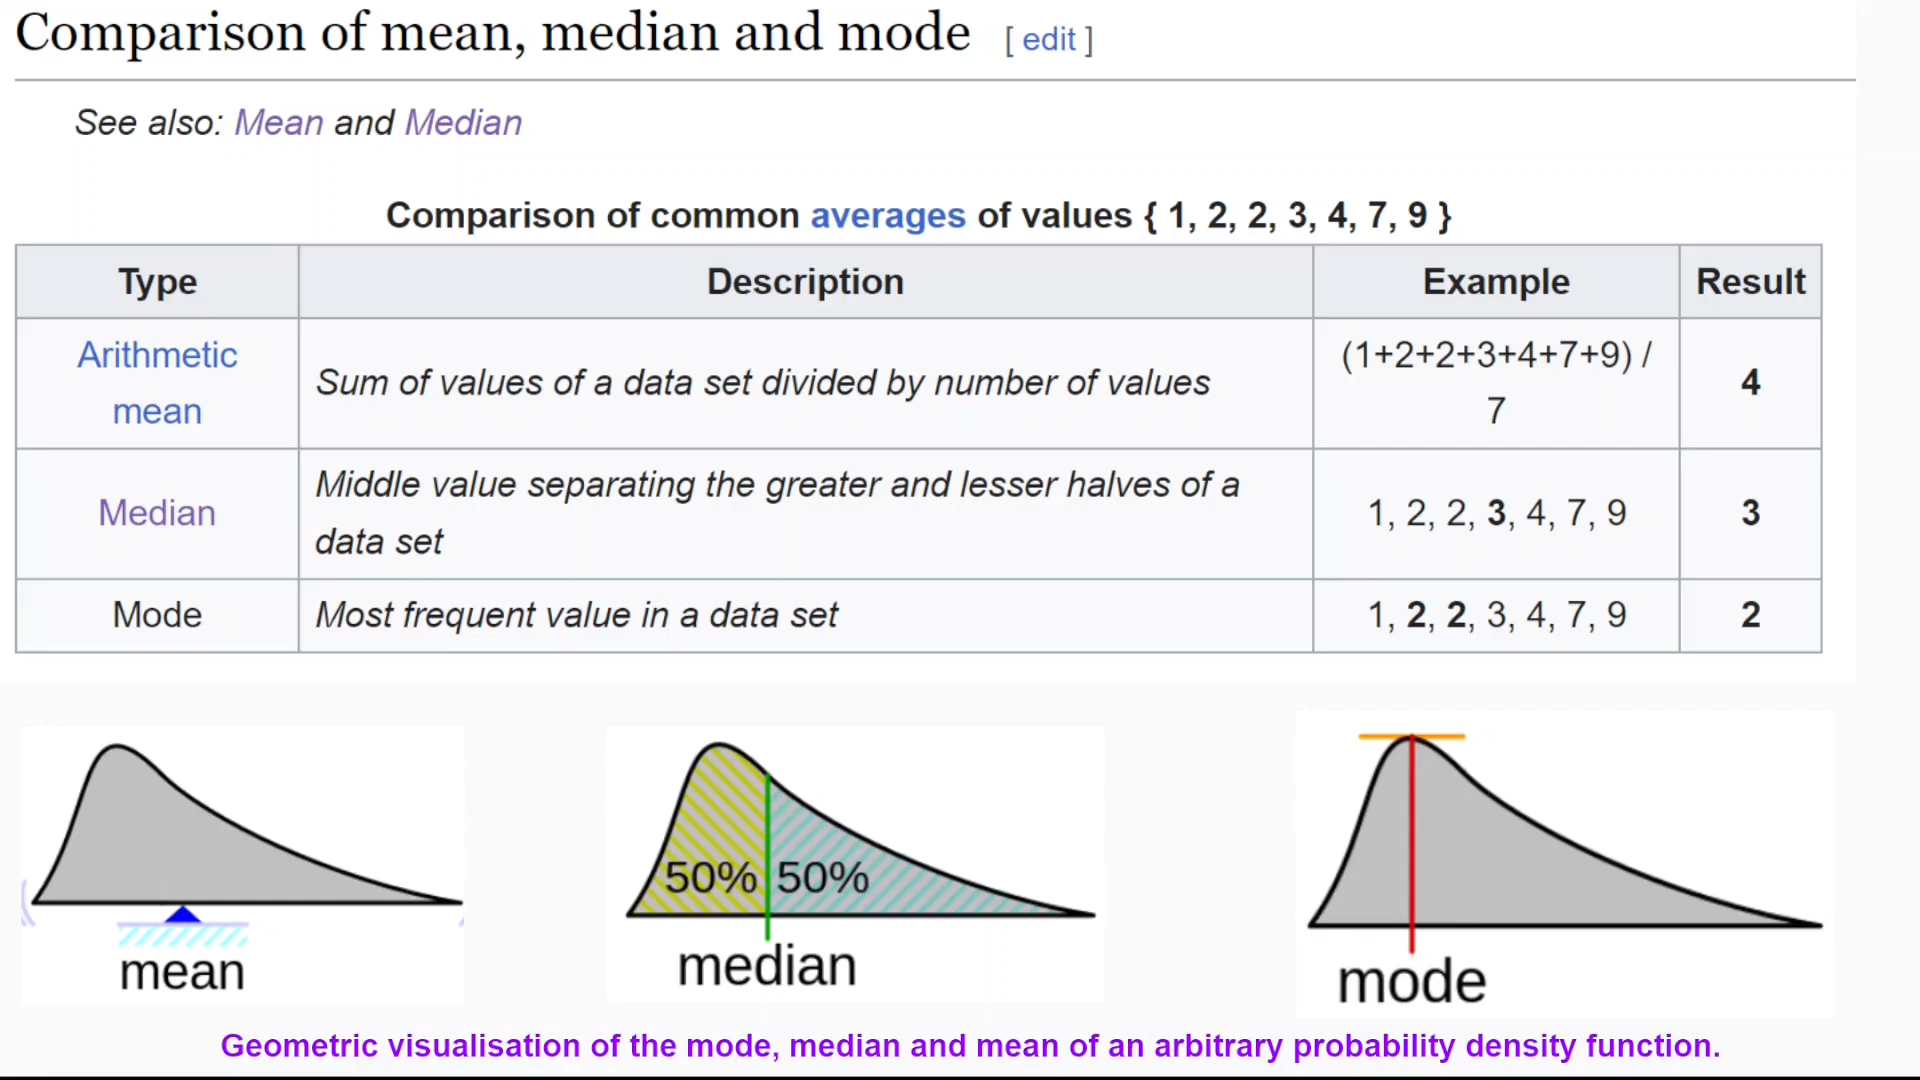 Comparison of mean, median and mode [ edit ]
See also: Mean and Median
Comparison of common averages of values { 1, 2, 2, 3, 4, 7, 9 }
Type Description Example Result
Arithmetic mean Sum of values of a data set divided by number of values (1+2+2+3+4+7+9) / 7 4
Median Middle value separating the greater and lesser halves of a data set 1, 2, 2, 3, 4, 7, 9 3
Mode Most frequent value in a data set 1, 2, 2, 3, 4, 7, 9 2
50% 50%
mean median mode
Geometric visualisation of the mode, median and mean of an arbitrary probability density function.